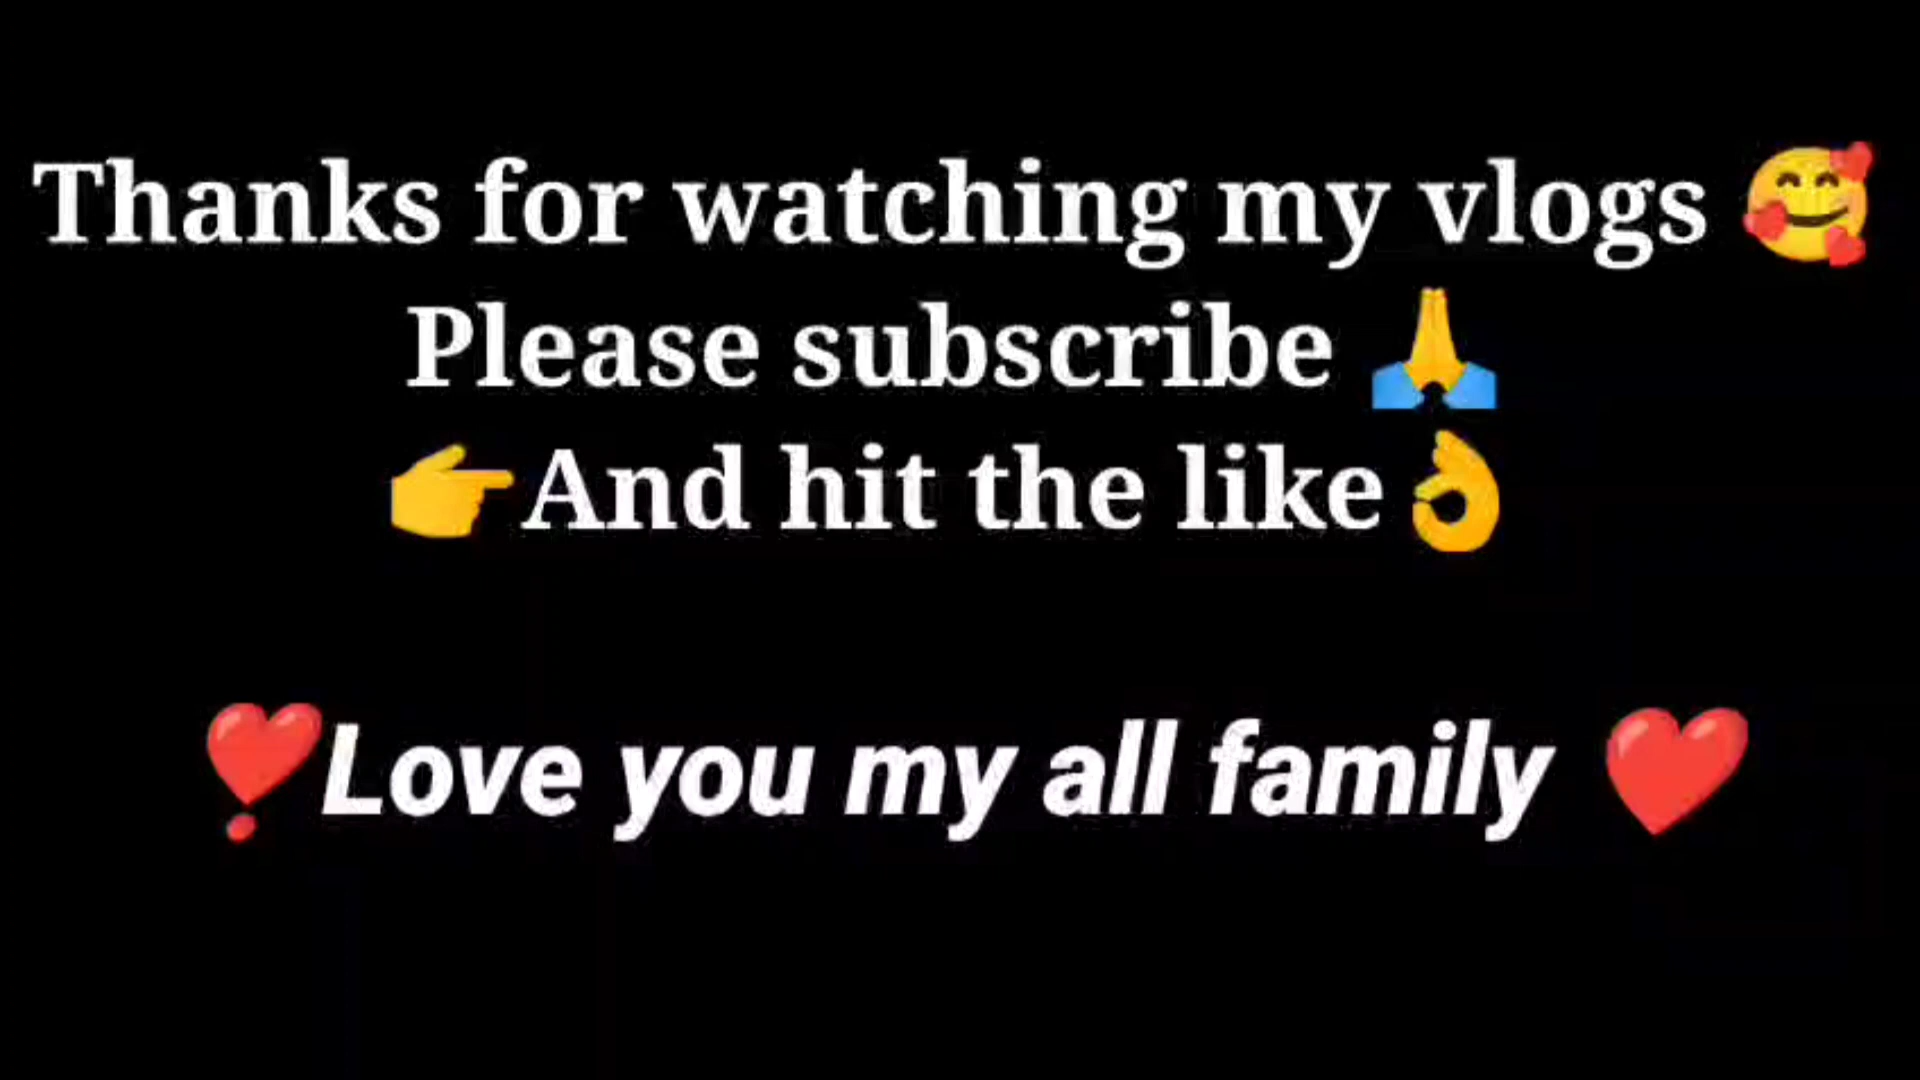 Thanks for watching my vlogs 🥰
Please subscribe 🙏
👉And hit the like👌
❣️Love you my all family ❤️